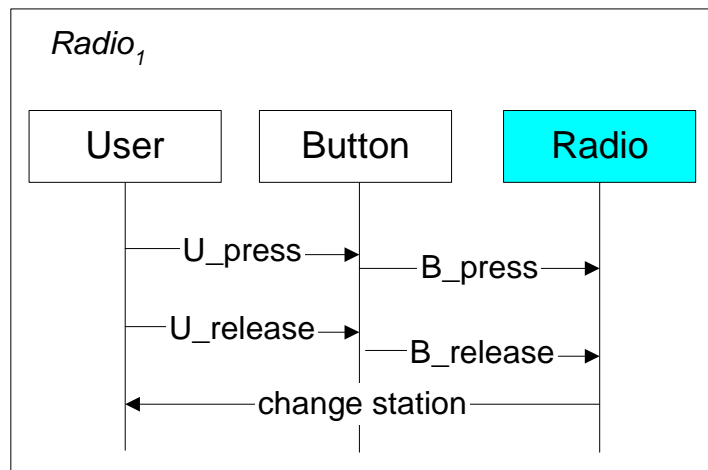 Radio1
User
Button
Radio
U_press
B_press
U_release
B_release
change station